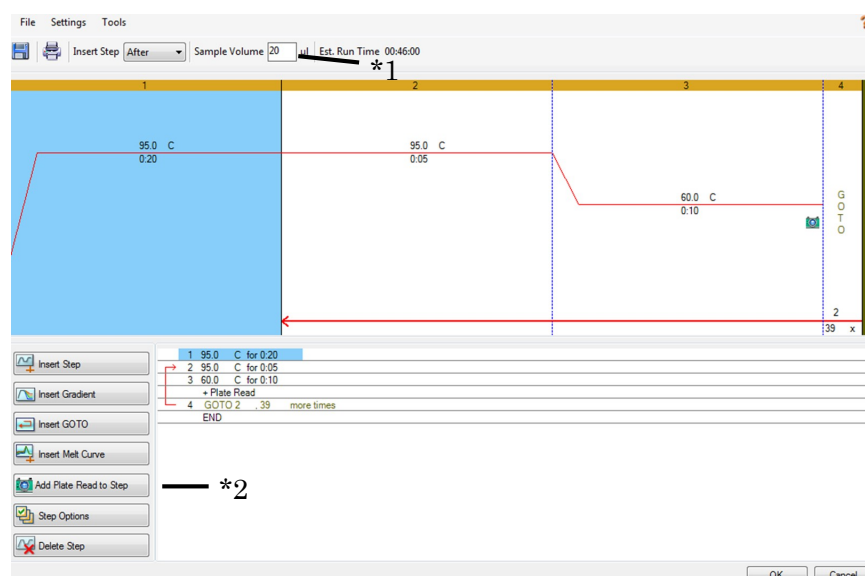 File Settings Tools
Insert Step After Sample Volume 20 ul Est. Run Time 00:46:00
*1
1 2 3 4
95.0 C 95.0 C
0:20 0:05
60.0 C
0:10
G
O
T
O
2
39 x
Insert Step
Insert Gradient
Insert GOTO
Insert Melt Curve
Add Plate Read to Step
Step Options
Delete Step
1 95.0 C for 0:20
2 95.0 C for 0:05
3 60.0 C for 0:10
+ Plate Read
4 GOTO 2 , 39 more times
END
*2
OK Cancel